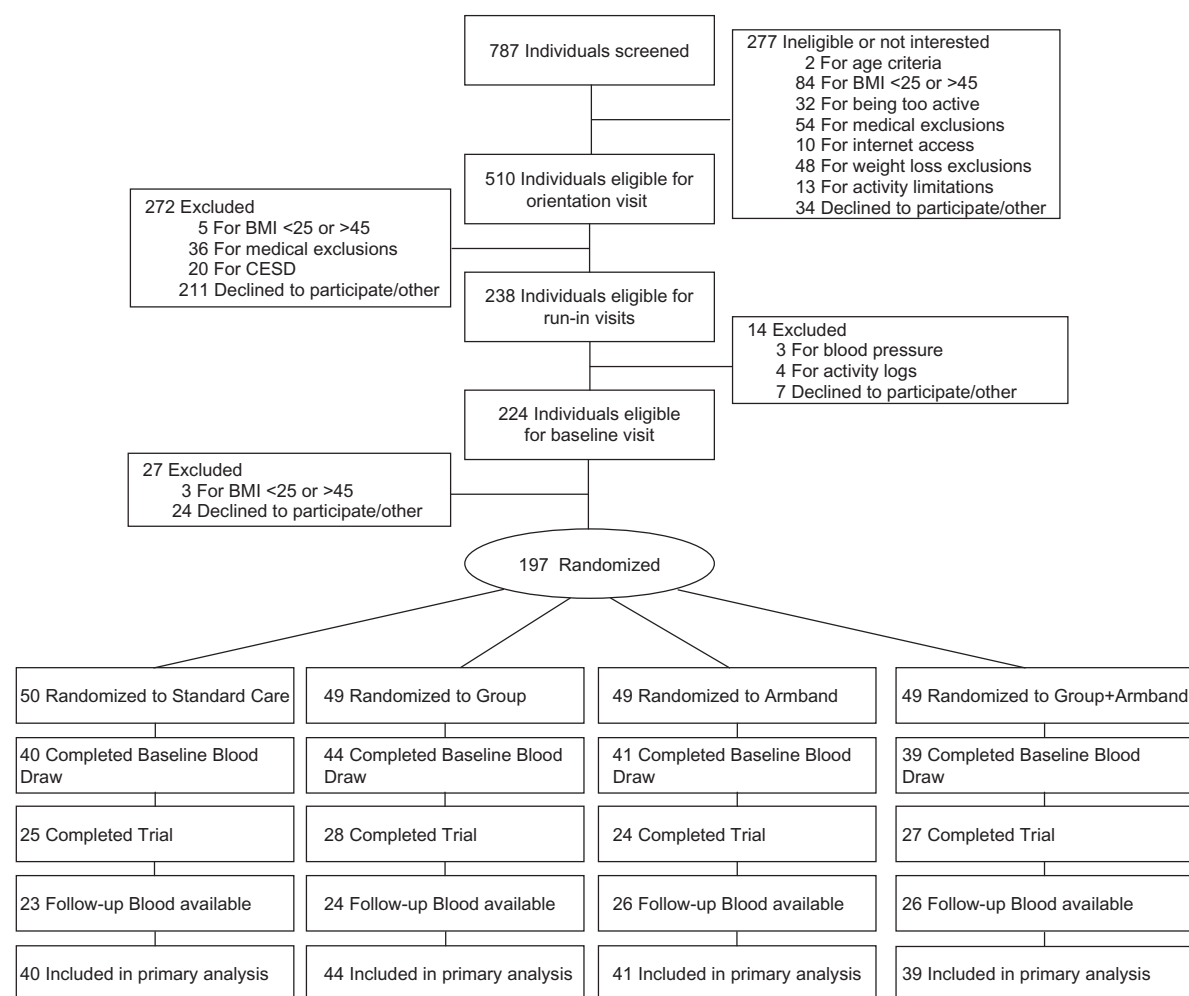 787 Individuals screened
277 Ineligible or not interested
2 For age criteria
84 For BMI <25 or >45
32 For being too active
54 For medical exclusions
10 For internet access
48 For weight loss exclusions
13 For activity limitations
34 Declined to participate/other
510 Individuals eligible for
orientation visit
272 Excluded
5 For BMI <25 or >45
36 For medical exclusions
20 For CESD
211 Declined to participate/other
238 Individuals eligible for
run-in visits
14 Excluded
3 For blood pressure
4 For activity logs
7 Declined to participate/other
224 Individuals eligible
for baseline visit
27 Excluded
3 For BMI <25 or >45
24 Declined to participate/other
197 Randomized
50 Randomized to Standard Care
49 Randomized to Group
49 Randomized to Armband
49 Randomized to Group+Armband
40 Completed Baseline Blood
Draw
44 Completed Baseline Blood
Draw
41 Completed Baseline Blood
Draw
39 Completed Baseline Blood
Draw
25 Completed Trial
28 Completed Trial
24 Completed Trial
27 Completed Trial
23 Follow-up Blood available
24 Follow-up Blood available
26 Follow-up Blood available
26 Follow-up Blood available
40 Included in primary analysis
44 Included in primary analysis
41 Included in primary analysis
39 Included in primary analysis